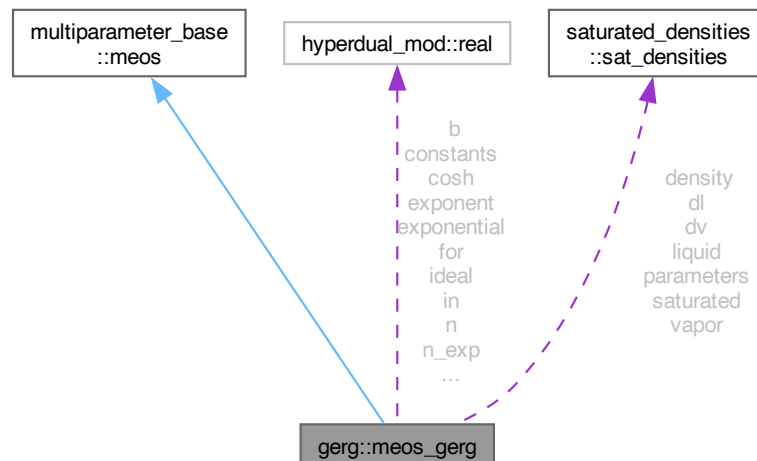 multiparameter_base
::meos
hyperdual_mod::real
saturated_densities
::sat_densities
b
constants
cosh
exponent
exponential
for
ideal
in
n
n_exp
...
density
dl
dv
liquid
parameters
saturated
vapor
gerg::meos_gerg